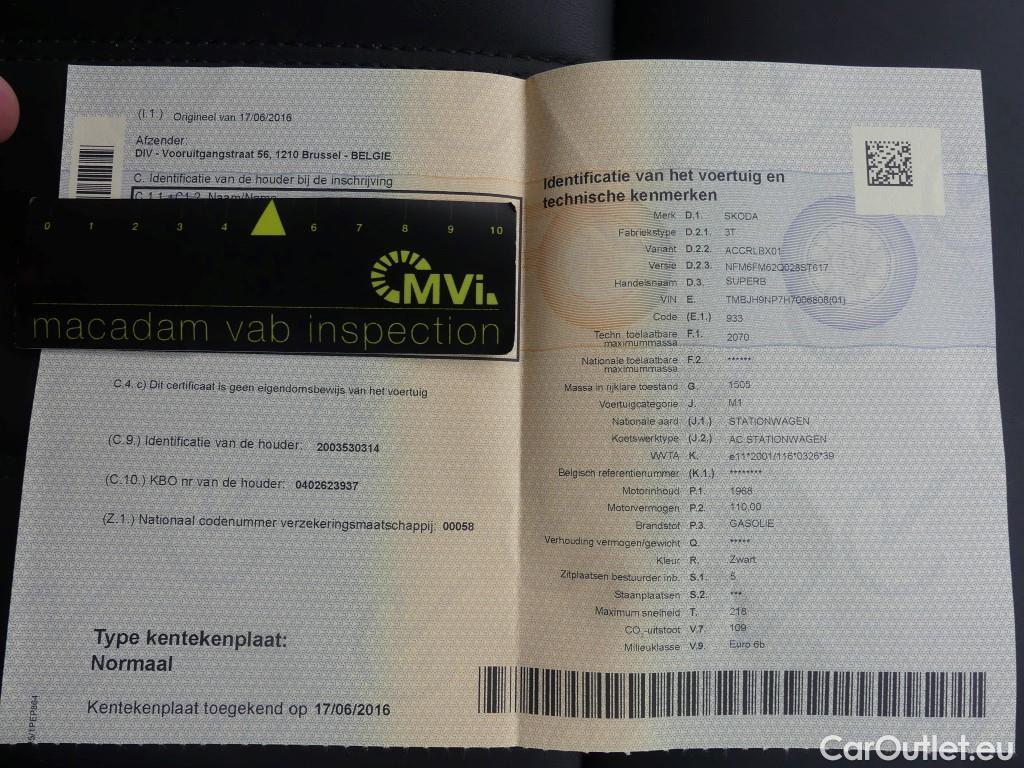 (I.1.) Origineel van 17/06/2016
Afzender:
DIV - Vooruitgangstraat 56, 1210 Brussel - BELGIE
C. Identificatie van de houder bij de inschrijving
0 1 2 3 4 6 7 8 9 10
MVi.
macadam vab inspection
C.4. c) Dit certificaat is geen eigendomsbewijs van het voertuig
(C.9.) Identificatie van de houder: 2003530314
(C.10.) KBO nr van de houder: 0402623937
(Z.1.) Nationaal codenummer verzekeringsmaatschappij: 00058
Type kentekenplaat:
Normaal
Kentekenplaat toegekend op 17/06/2016
Identificatie van het voertuig en
technische kenmerken
Merk D.1. SKODA
Fabriekstype D.2.1. 3T
Variant D.2.2. ACCRLBX01
Versie D.2.3. NFM6FM62Q028ST617
Handelsnaam D.3. SUPERB
VIN E. TMBJH9NP7H7006808(01)
Code (E.1.) 933
Techn. toelaatbare F.1. 2070
maximummassa
Nationale toelaatbare F.2. ******
maximummassa
Massa in rijklare toestand G. 1505
Voertuigcategorie J. M1
Nationale aard (J.1.) STATIONWAGEN
Koetswerktype (J.2.) AC STATIONWAGEN
WVTA K. e11*2001/116*0326*39
Belgisch referentienummer (K.1.) ********
Motorinhoud P.1. 1968
Motorvermogen P.2. 110.00
Brandstof P.3. GASOLIE
Verhouding vermogen/gewicht Q. *****
Kleur R. Zwart
Zitplaatsen bestuurder inb. S.1. 5
Staanplaatsen S.2. ***
Maximum snelheid T. 218
CO₂-uitstoot V.7 109
Milieuklasse V.9. Euro 6b
CarOutlet.eu